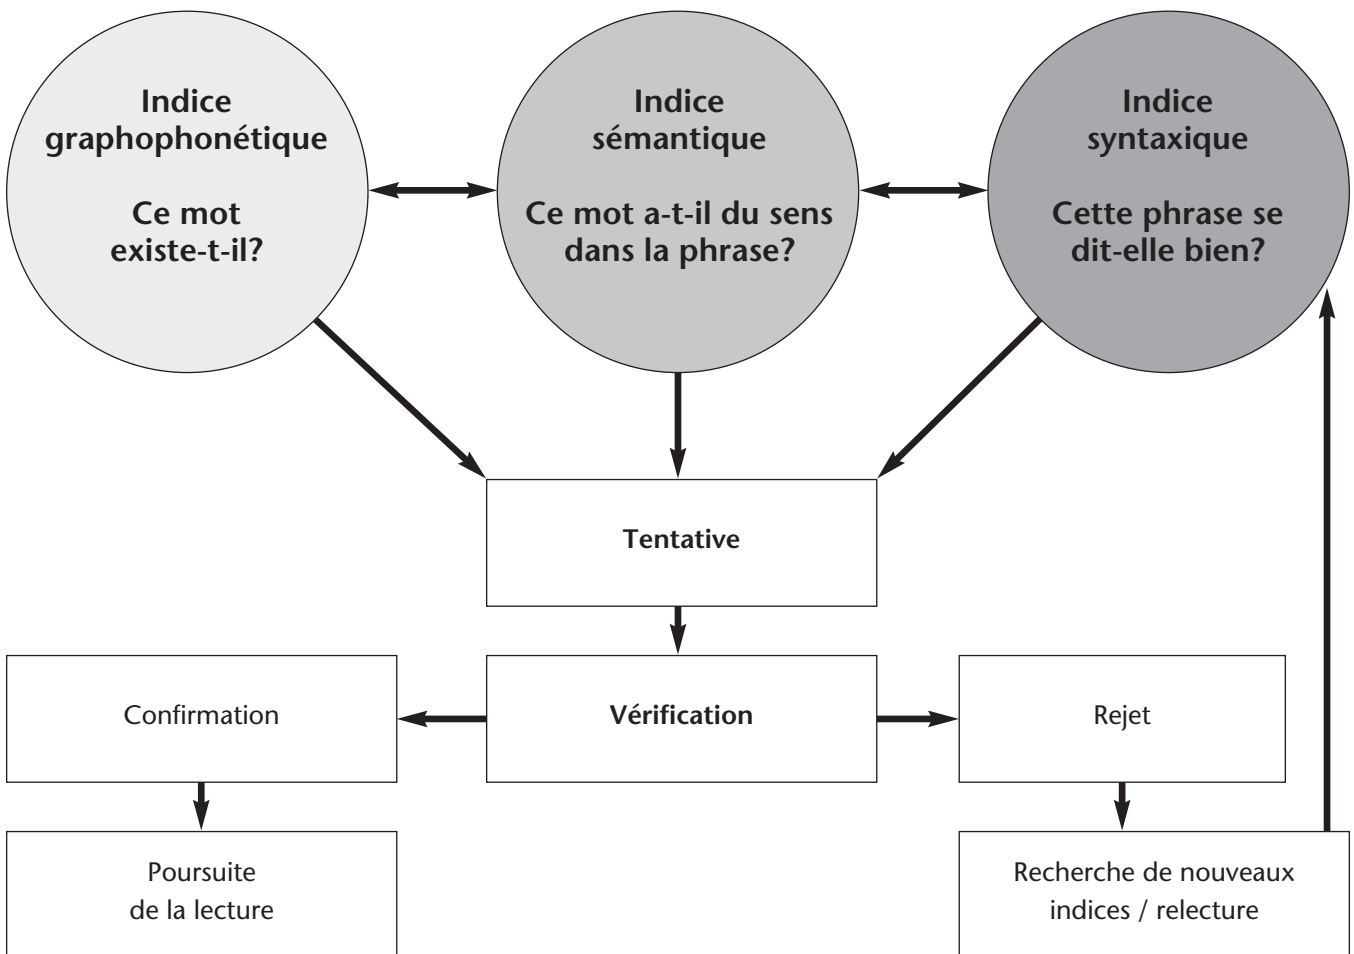 Indice
graphophonétique
Ce mot
existe-t-il?
Indice
sémantique
Ce mot a-t-il du sens
dans la phrase?
Indice
syntaxique
Cette phrase se
dit-elle bien?
Tentative
Confirmation
Vérification
Rejet
Poursuite
de la lecture
Recherche de nouveaux
indices / relecture